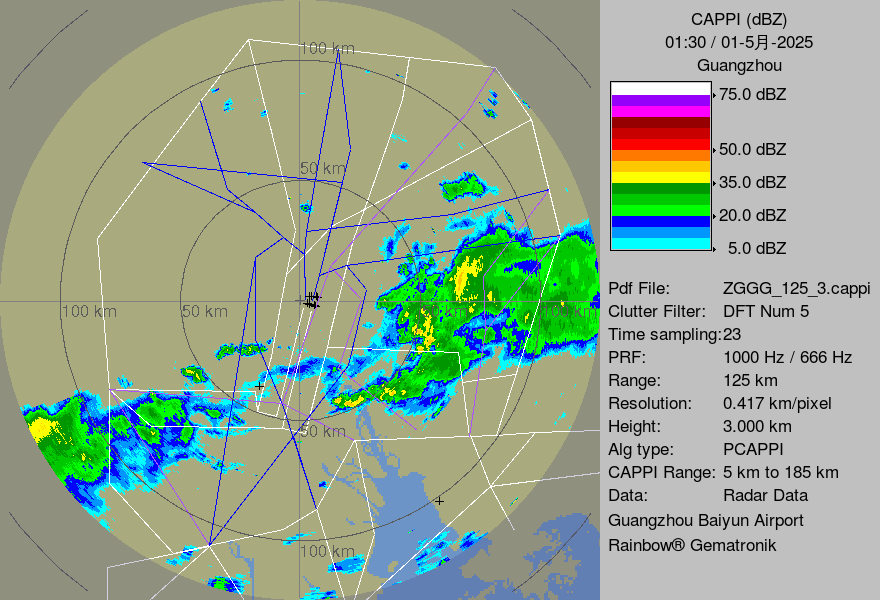 CAPPI (dBZ)
01:30 / 01-5月-2025
Guangzhou
75.0 dBZ
50.0 dBZ
35.0 dBZ
20.0 dBZ
5.0 dBZ
Pdf File: ZGGG_125_3.cappi
Clutter Filter: DFT Num 5
Time sampling:23
PRF: 1000 Hz / 666 Hz
Range: 125 km
Resolution: 0.417 km/pixel
Height: 3.000 km
Alg type: PCAPPI
CAPPI Range: 5 km to 185 km
Data: Radar Data
Guangzhou Baiyun Airport
Rainbow® Gematronik
100 km
50 km
100 km
50 km
50 km
100 km